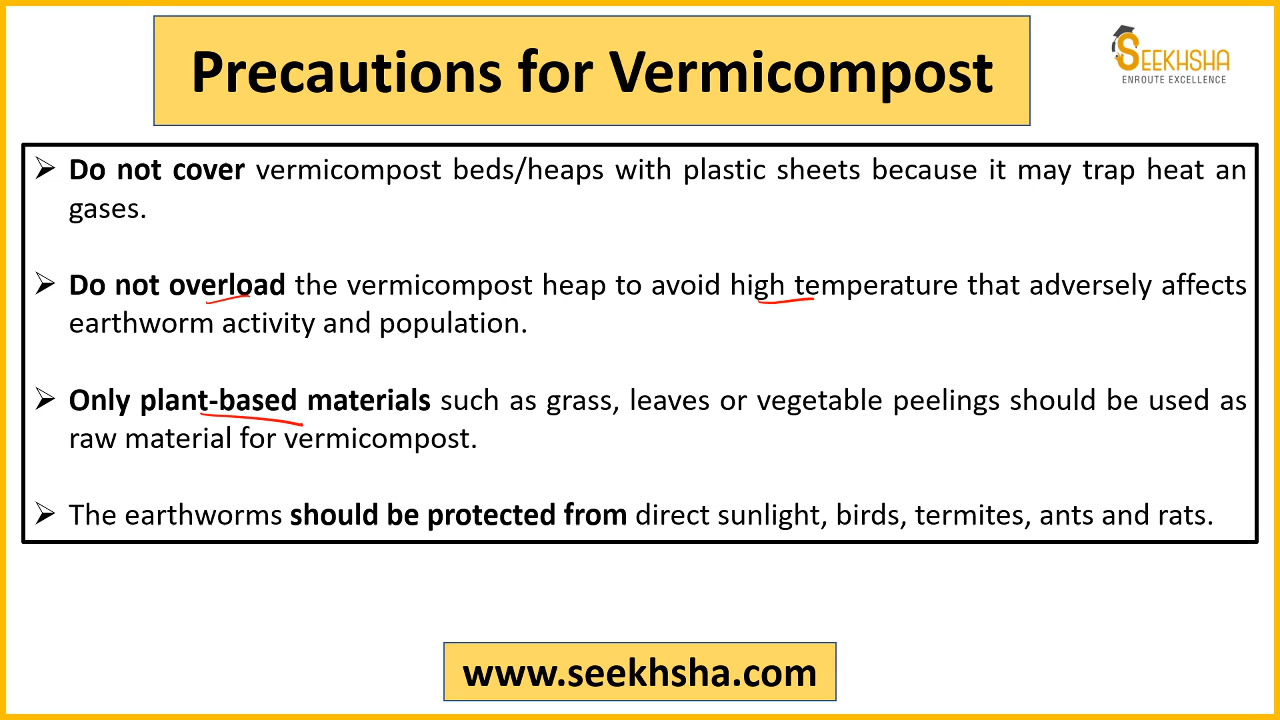 Precautions for Vermicompost
SEEKHSHA
ENROUTE EXCELLENCE
➢ Do not cover vermicompost beds/heaps with plastic sheets because it may trap heat an
gases.
➢ Do not overload the vermicompost heap to avoid high temperature that adversely affects
earthworm activity and population.
➢ Only plant-based materials such as grass, leaves or vegetable peelings should be used as
raw material for vermicompost.
➢ The earthworms should be protected from direct sunlight, birds, termites, ants and rats.
www.seekhsha.com